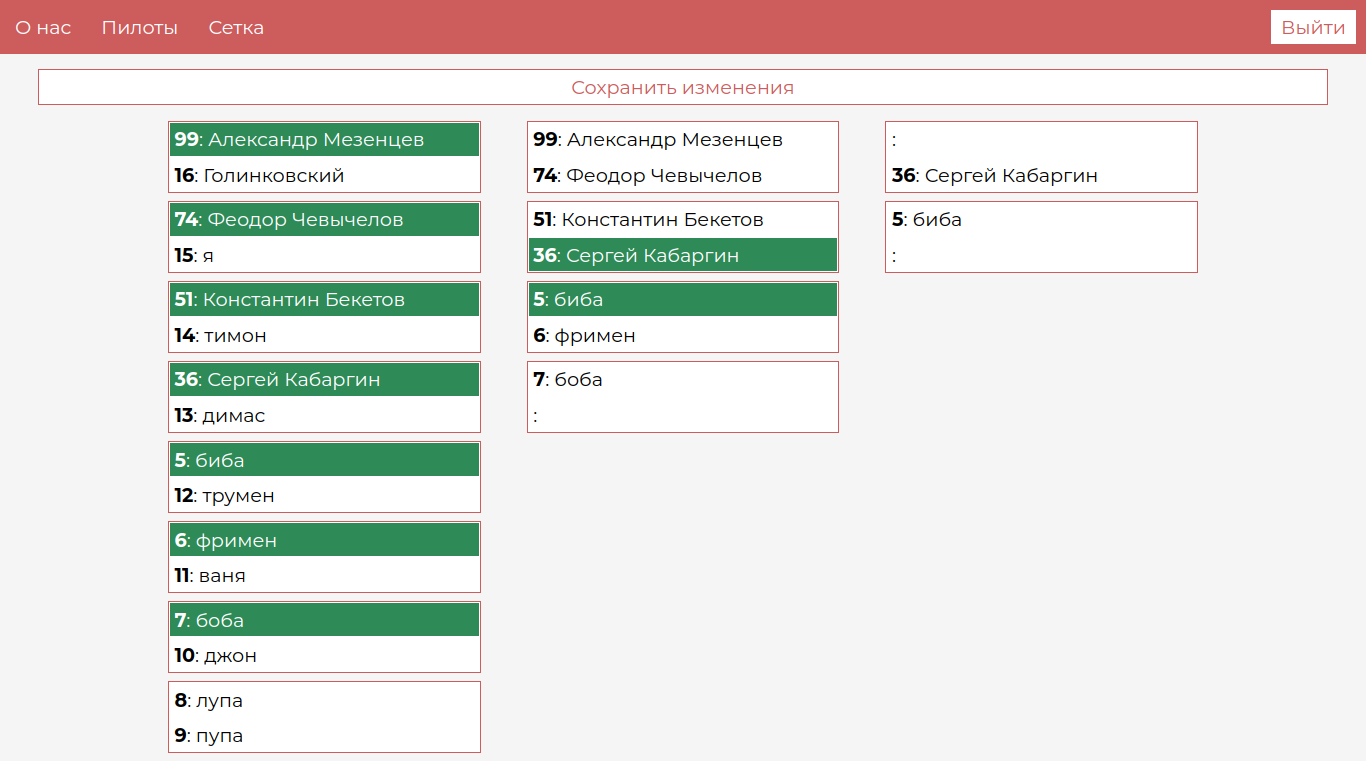 О нас Пилоты Сетка Выйти
Сохранить изменения
99: Александр Мезенцев
16: Голинковский
74: Феодор Чевычелов
15: я
51: Константин Бекетов
14: тимон
36: Сергей Кабаргин
13: димас
5: биба
12: трумен
6: фримен
11: ваня
7: боба
10: джон
8: лупа
9: пупа
99: Александр Мезенцев
74: Феодор Чевычелов
51: Константин Бекетов
36: Сергей Кабаргин
5: биба
6: фримен
7: боба
:
:
36: Сергей Кабаргин
5: биба
: